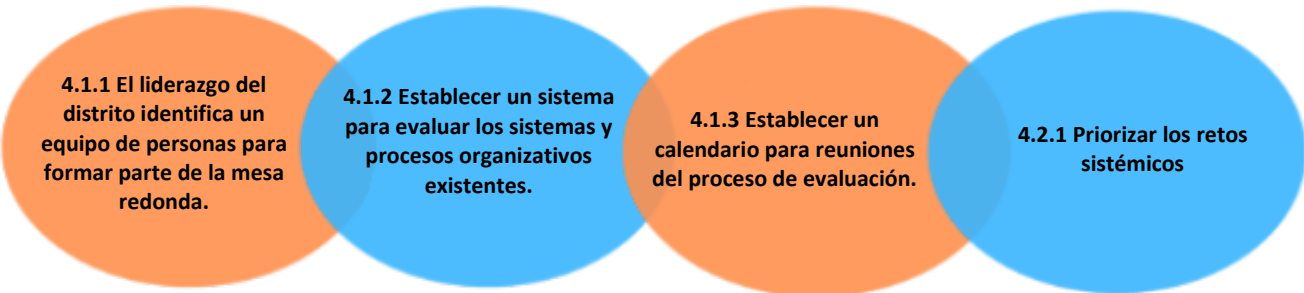 4.1.1 El liderazgo del
distrito identifica un
equipo de personas para
formar parte de la mesa
redonda.
4.1.2 Establecer un sistema
para evaluar los sistemas y
procesos organizativos
existentes.
4.1.3 Establecer un
calendario para reuniones
del proceso de evaluación.
4.2.1 Priorizar los retos
sistémicos